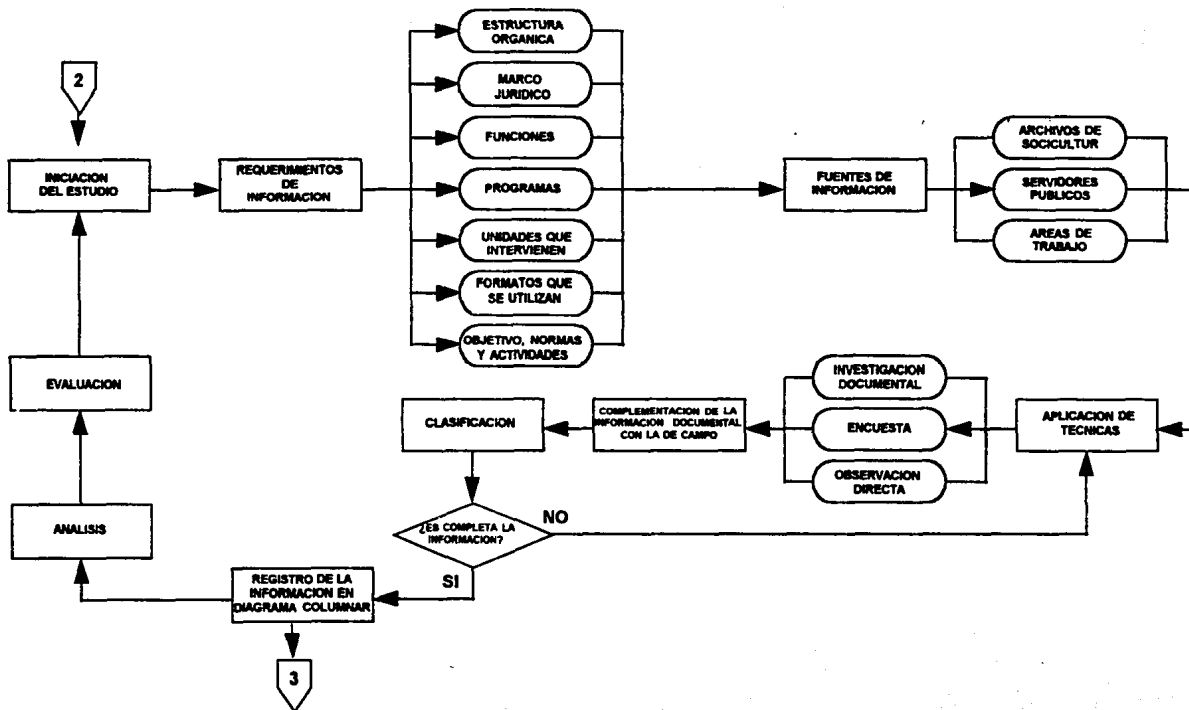 2
INICIACION
DEL ESTUDIO
REQUERIMIENTOS
DE
INFORMACION
ESTRUCTURA
ORGANICA
MARCO
JURIDICO
FUNCIONES
PROGRAMAS
UNIDADES QUE
INTERVIENEN
FORMATOS QUE
SE UTILIZAN
OBJETIVO, NORMAS
Y ACTIVIDADES
FUENTES DE
INFORMACION
ARCHIVOS DE
SOCICULTUR
SERVIDORES
PUBLICOS
AREAS DE
TRABAJO
APLICACION DE
TECNICAS
INVESTIGACION
DOCUMENTAL
ENCUESTA
OBSERVACION
DIRECTA
COMPLEMENTACION DE LA
INFORMACION DOCUMENTAL
CON LA DE CAMPO
CLASIFICACION
¿ES COMPLETA LA
INFORMACION?
NO
SI
REGISTRO DE LA
INFORMACION EN
DIAGRAMA COLUMNAR
3
ANALISIS
EVALUACION